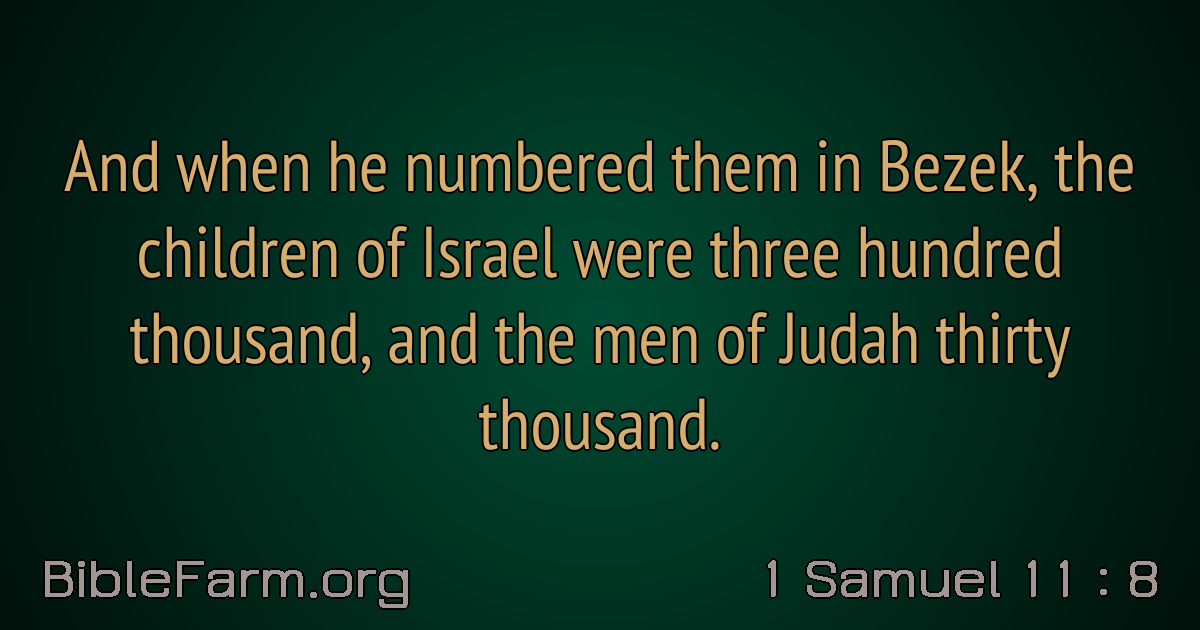 And when he numbered them in Bezek, the
children of Israel were three hundred
thousand, and the men of Judah thirty
thousand.
BibleFarm.org
1 Samuel 11 : 8